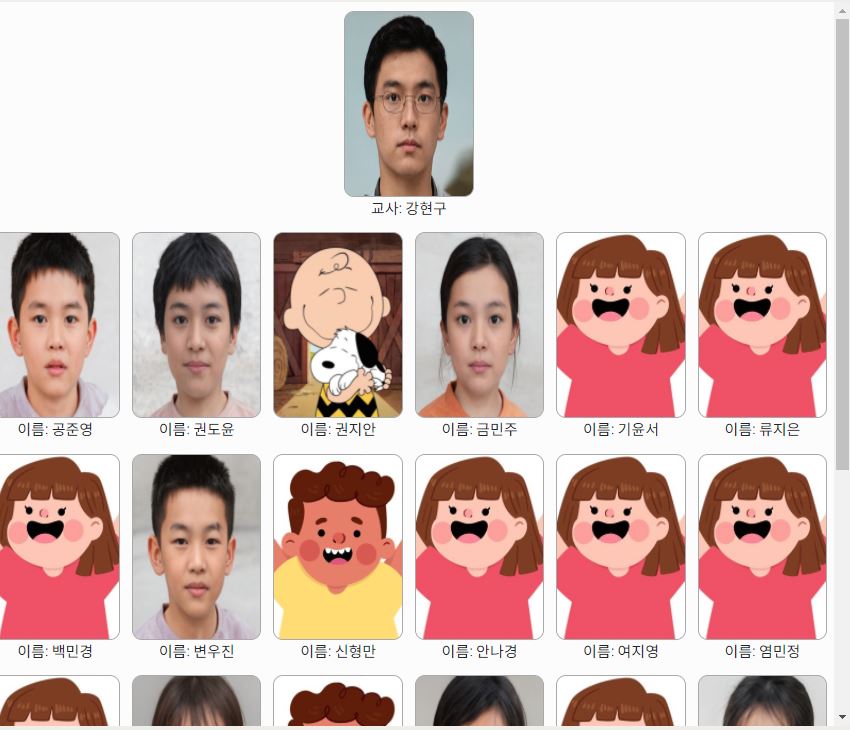 교사: 강현구
이름: 공준영
이름: 권도윤
이름: 권지안
이름: 금민주
이름: 기윤서
이름: 류지은
이름: 백민경
이름: 변우진
이름: 신형만
이름: 안나경
이름: 여지영
이름: 염민정